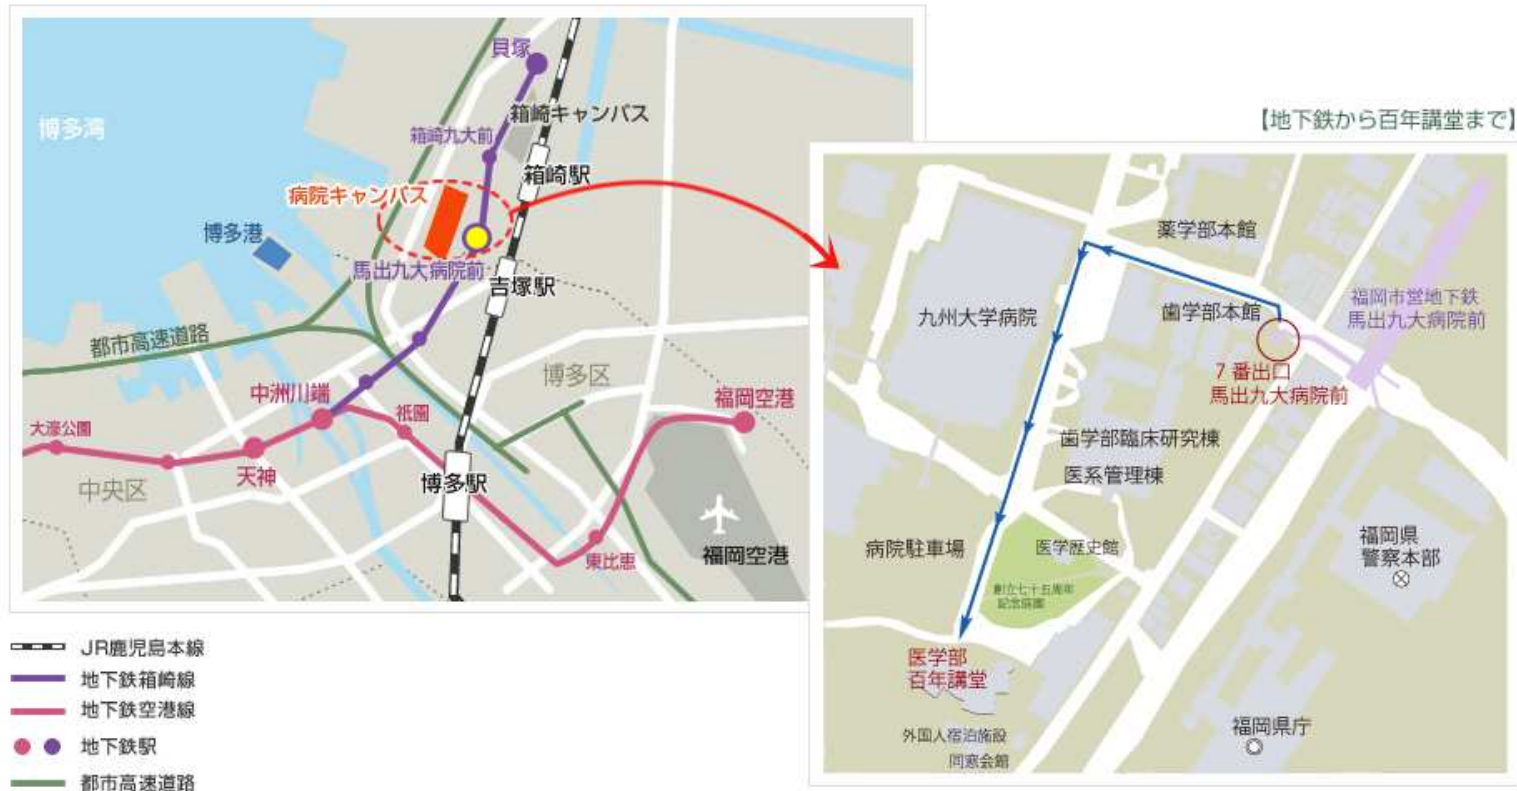 貝塚
箱崎キャンパス
博多湾
箱崎九大前
箱崎駅
病院キャンパス
博多港
馬出九大病院前
吉塚駅
都市高速道路
博多区
中洲川端
祇園
福岡空港
大濠公園
天神
博多駅
中央区
東比恵
福岡空港
JR鹿児島本線
地下鉄箱崎線
地下鉄空港線
地下鉄駅
都市高速道路
【地下鉄から百年講堂まで】
薬学部本館
九州大学病院
歯学部本館
福岡市営地下鉄
馬出九大病院前
7番出口
馬出九大病院前
歯学部臨床研究棟
医系管理棟
病院駐車場
医学歴史館
福岡県
警察本部
創立七十五周年
記念庭園
医学部
百年講堂
外国人宿泊施設
同窓会館
福岡県庁